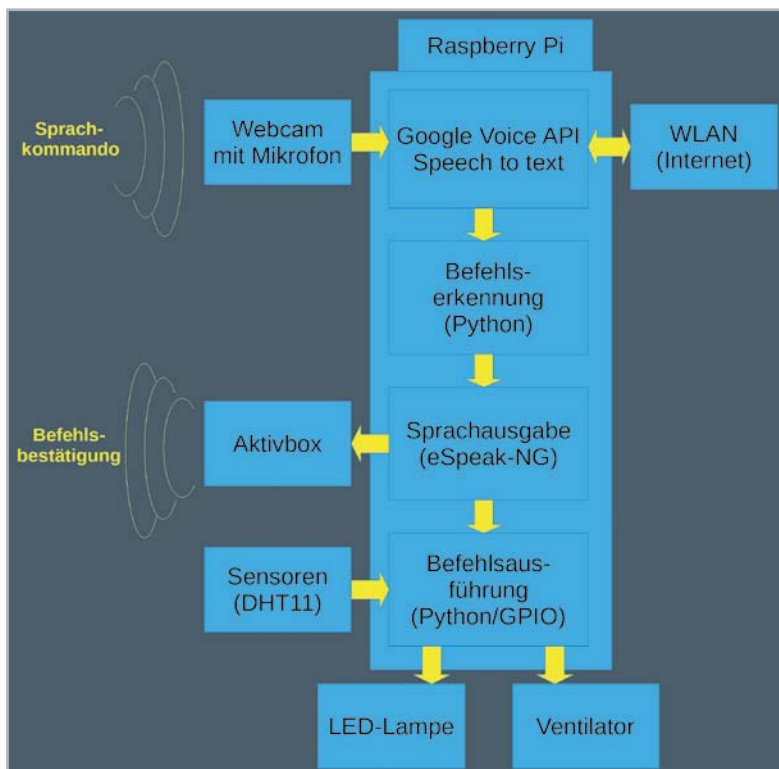 Raspberry Pi
Sprach-
kommando
Webcam
mit Mikrofon
Google Voice API
Speech to text
WLAN
(Internet)
Befehls-
erkennung
(Python)
Befehls-
bestätigung
Aktivbox
Sprachausgabe
(eSpeak-NG)
Sensoren
(DHT11)
Befehlsaus-
führung
(Python/GPIO)
LED-Lampe
Ventilator